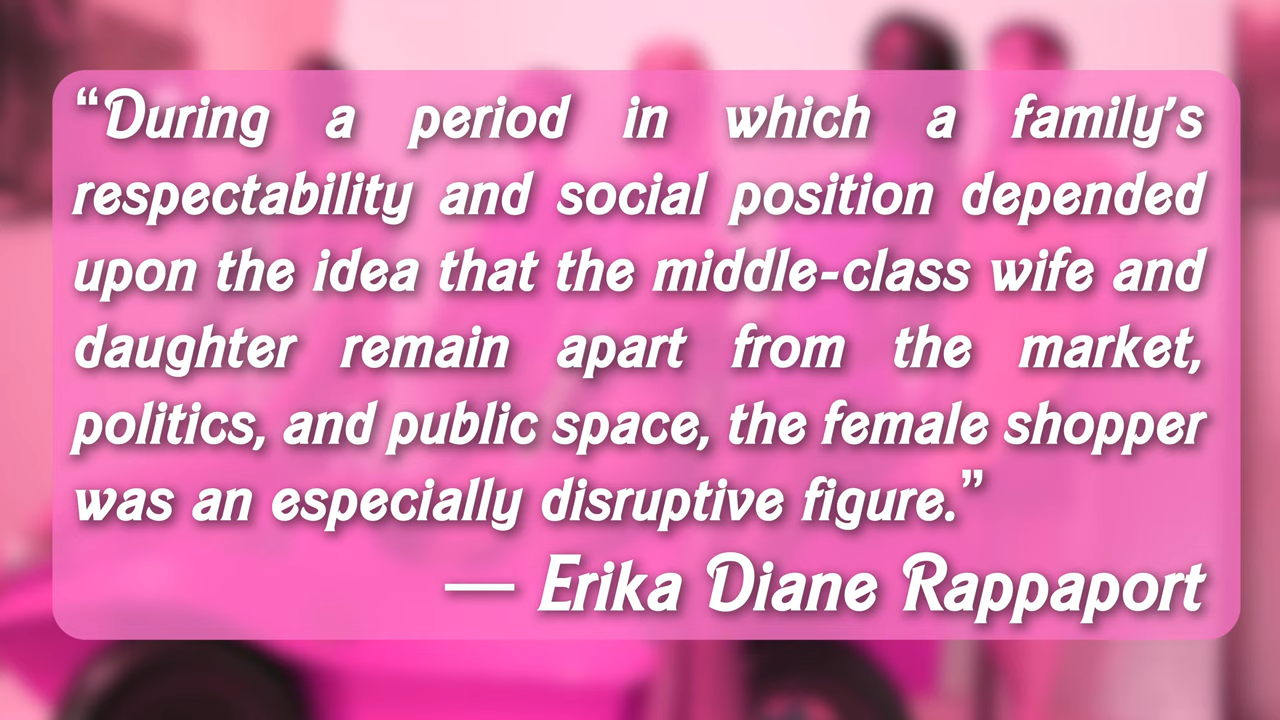 “During a period in which a family’s
respectability and social position depended
upon the idea that the middle-class wife and
daughter remain apart from the market,
politics, and public space, the female shopper
was an especially disruptive figure.”
— Erika Diane Rappaport